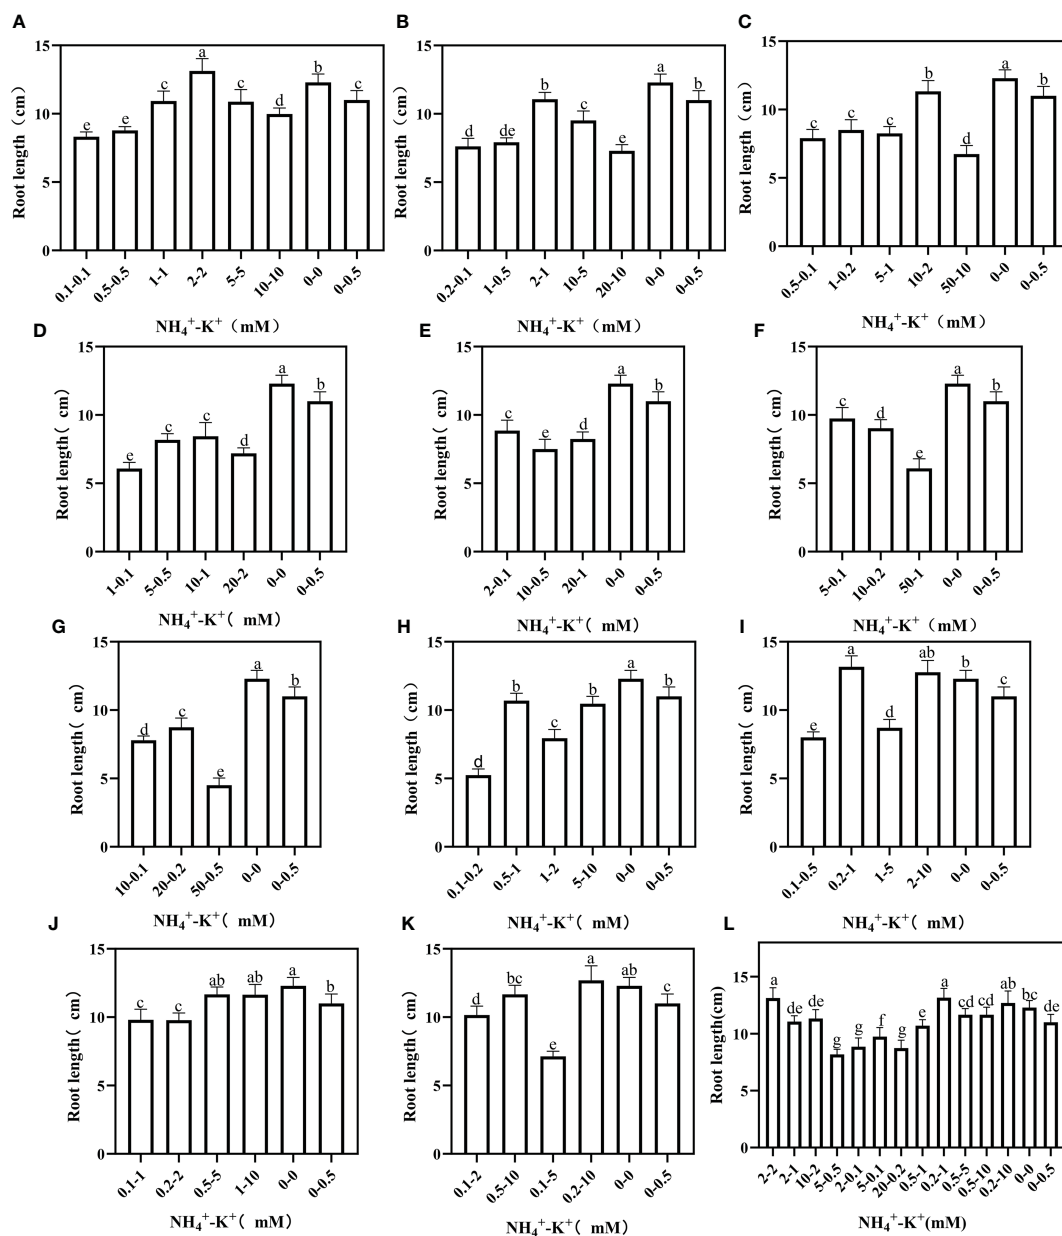 A
Root length (cm)
15
10
5
0
e e c a c d b c
0.1-0.1 0.5-0.5 1-1 2-2 5-5 10-10 0-0 0-0.5
NH₄⁺-K⁺ (mM)
B
Root length (cm)
15
10
5
0
d de b c e a b
0.2-0.1 1-0.5 2-1 10-5 20-10 0-0 0-0.5
NH₄⁺-K⁺ (mM)
C
Root length (cm)
15
10
5
0
c c c b d a b
0.5-0.1 1-0.2 5-1 10-2 50-10 0-0 0-0.5
NH₄⁺-K⁺ (mM)
D
Root length( cm)
15
10
5
0
e c c d a b
1-0.1 5-0.5 10-1 20-2 0-0 0-0.5
NH₄⁺-K⁺( mM)
E
Root length( cm)
15
10
5
0
c e d a b
2-0.1 10-0.5 20-1 0-0 0-0.5
NH₄⁺-K⁺( mM)
F
Root length( cm)
15
10
5
0
c d e a b
5-0.1 10-0.2 50-1 0-0 0-0.5
NH₄⁺-K⁺ (mM)
G
Root length( cm)
15
10
5
0
d c e a b
10-0.1 20-0.2 50-0.5 0-0 0-0.5
NH₄⁺-K⁺( mM)
H
Root length( cm)
15
10
5
0
d b c b a b
0.1-0.2 0.5-1 1-2 5-10 0-0 0-0.5
NH₄⁺-K⁺( mM)
I
Root length( cm)
15
10
5
0
e a d ab b c
0.1-0.5 0.2-1 1-5 2-10 0-0 0-0.5
NH₄⁺-K⁺( mM)
J
Root length( cm)
15
10
5
0
c c ab ab a b
0.1-1 0.2-2 0.5-5 1-10 0-0 0-0.5
NH₄⁺-K⁺( mM)
K
Root length( cm)
15
10
5
0
d bc e a ab c
0.1-2 0.5-10 0.1-5 0.2-10 0-0 0-0.5
NH₄⁺-K⁺( mM)
L
Root length(cm)
15
10
5
0
a de de g g f g e a cd cd ab bc de
2-2 2-1 10-2 5-0.5 2-0.1 5-0.1 20-0.2 0.5-1 0.2-1 0.5-5 0.5-10 0.2-10 0-0 0-0.5
NH₄⁺-K⁺(mM)